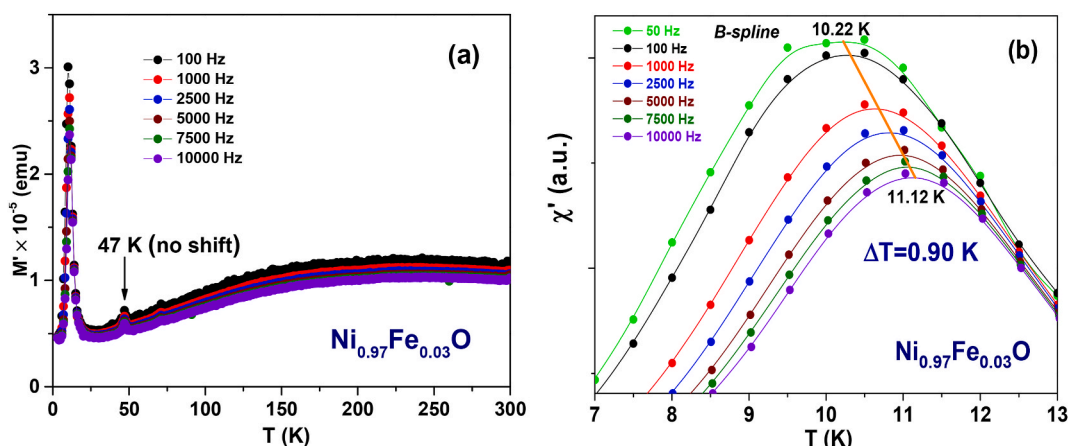 (a)
100 Hz
1000 Hz
2500 Hz
5000 Hz
7500 Hz
10000 Hz
47 K (no shift)
Ni0.97Fe0.03O
M' × 10-5 (emu)
3
2
1
0
0 50 100 150 200 250 300
T (K)
(b)
50 Hz
100 Hz
1000 Hz
2500 Hz
5000 Hz
7500 Hz
10000 Hz
B-spline
10.22 K
11.12 K
ΔT=0.90 K
Ni0.97Fe0.03O
χ' (a.u.)
7 8 9 10 11 12 13
T (K)